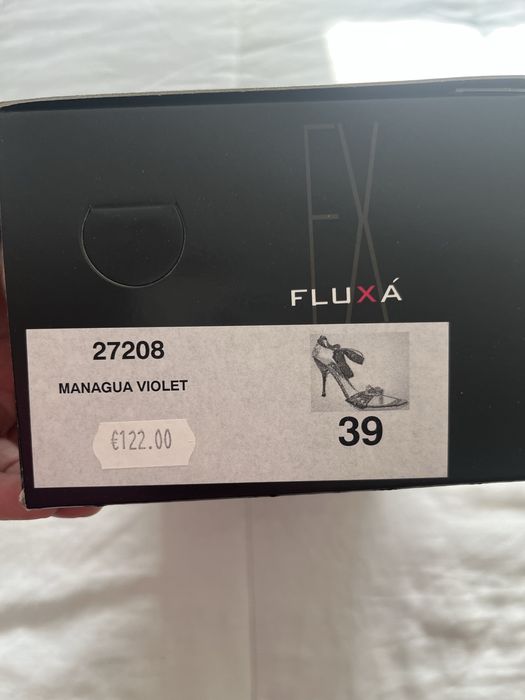 FX
FLUXÁ
27208
MANAGUA VIOLET
€122.00
39